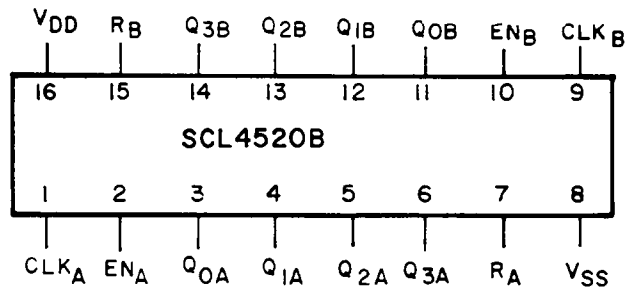 VDD RB Q3B Q2B Q1B Q0B ENB CLKB
16 15 14 13 12 11 10 9
SCL4520B
1 2 3 4 5 6 7 8
CLKA ENA Q0A Q1A Q2A Q3A RA VSS